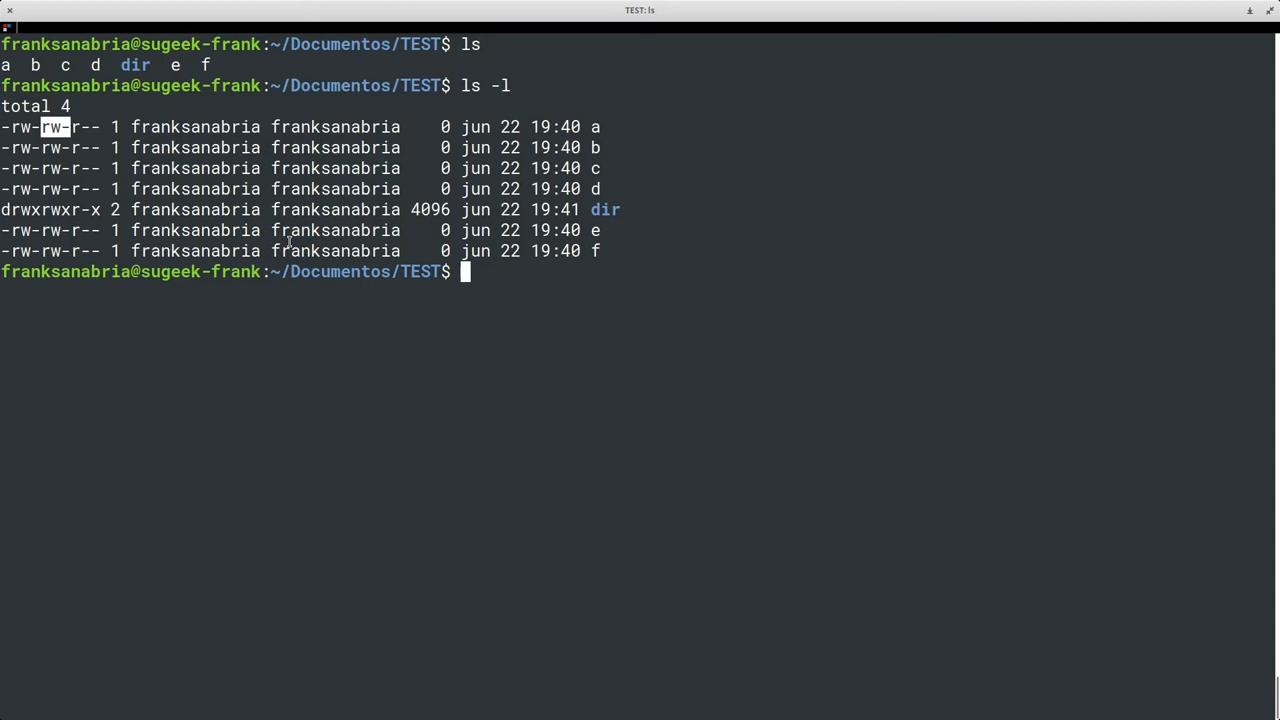 TEST: ls
franksanabria@sugeek-frank:~/Documentos/TEST$ ls
a  b  c  d  dir  e  f
franksanabria@sugeek-frank:~/Documentos/TEST$ ls -l
total 4
-rw-rw-r-- 1 franksanabria franksanabria    0 jun 22 19:40 a
-rw-rw-r-- 1 franksanabria franksanabria    0 jun 22 19:40 b
-rw-rw-r-- 1 franksanabria franksanabria    0 jun 22 19:40 c
-rw-rw-r-- 1 franksanabria franksanabria    0 jun 22 19:40 d
drwxrwxr-x 2 franksanabria franksanabria 4096 jun 22 19:41 dir
-rw-rw-r-- 1 franksanabria franksanabria    0 jun 22 19:40 e
-rw-rw-r-- 1 franksanabria franksanabria    0 jun 22 19:40 f
franksanabria@sugeek-frank:~/Documentos/TEST$